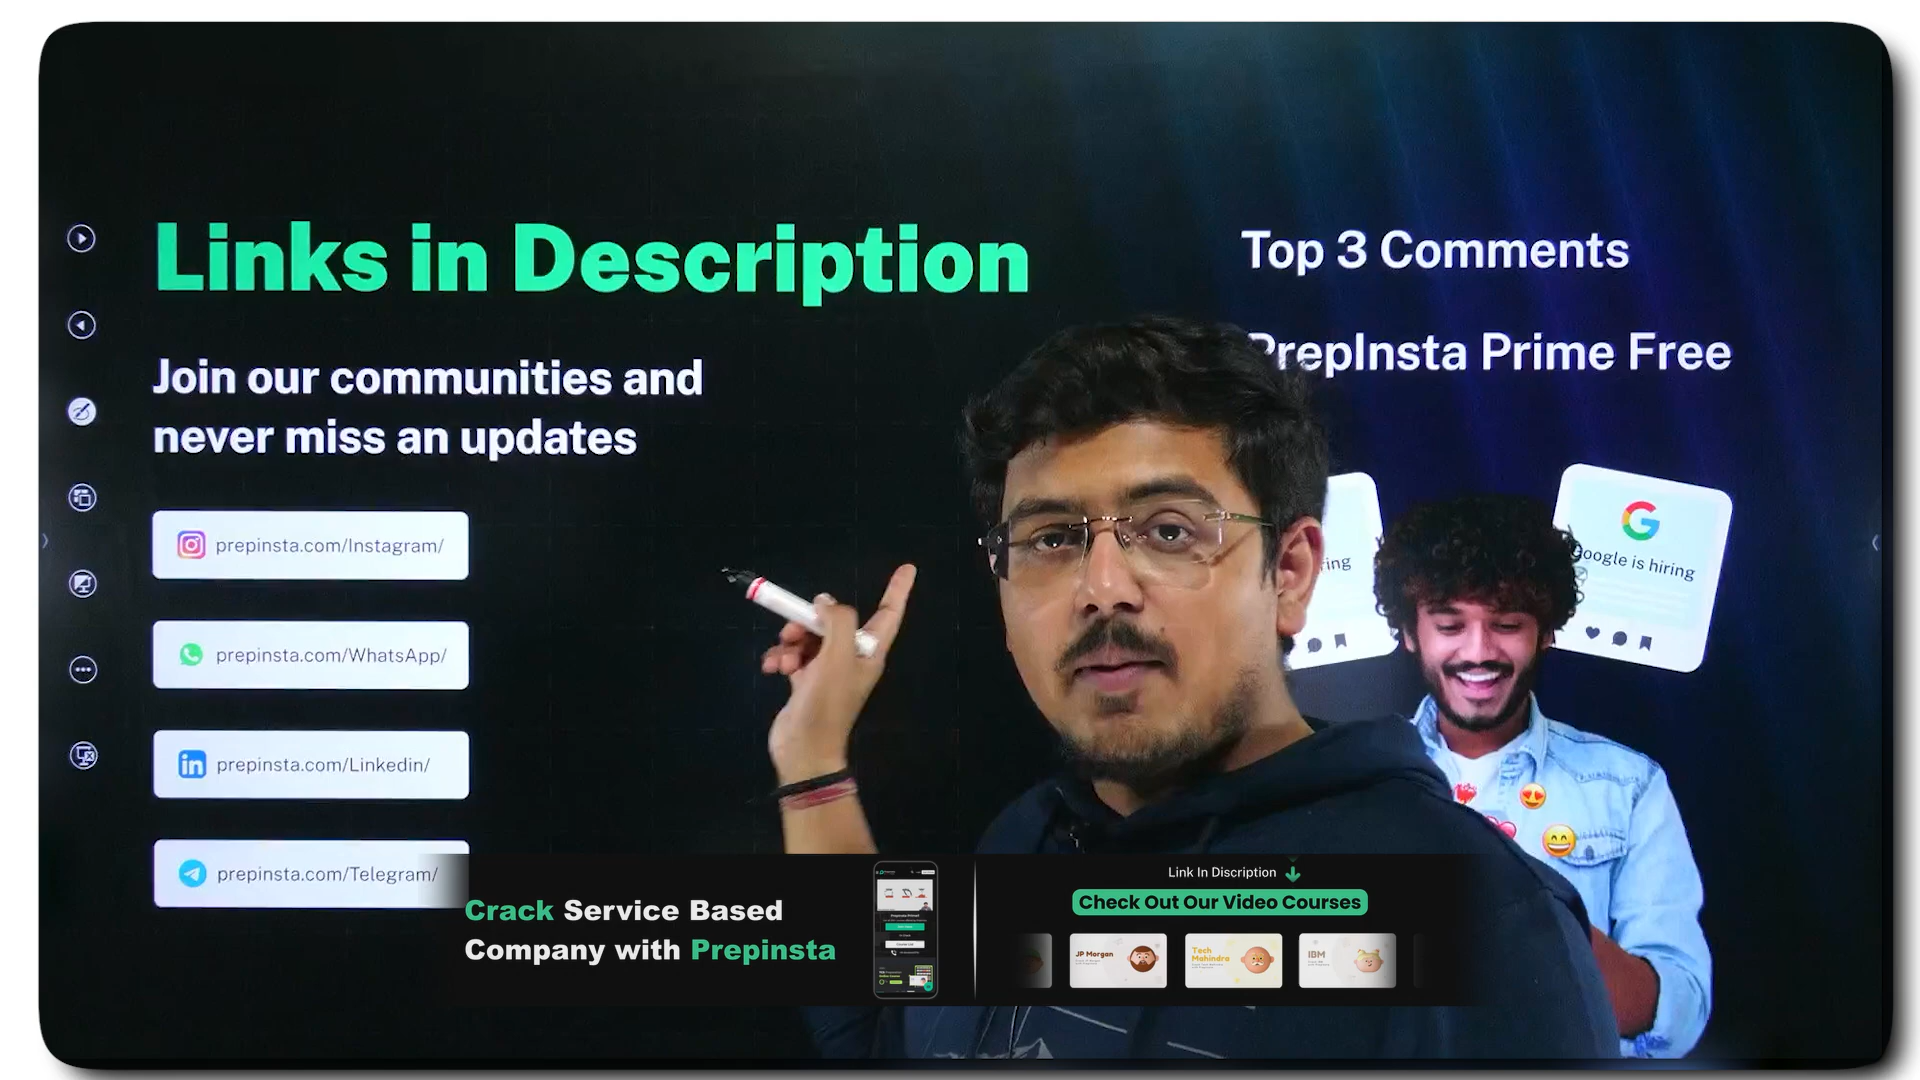 Links in Description
Join our communities and
never miss an updates
prepinsta.com/Instagram/
prepinsta.com/WhatsApp/
prepinsta.com/Linkedin/
prepinsta.com/Telegram/
Top 3 Comments
PrepInsta Prime Free
Google is hiring
Crack Service Based
Company with Prepinsta
Link In Discription
Check Out Our Video Courses
JP Morgan
Tech
Mahindra
IBM